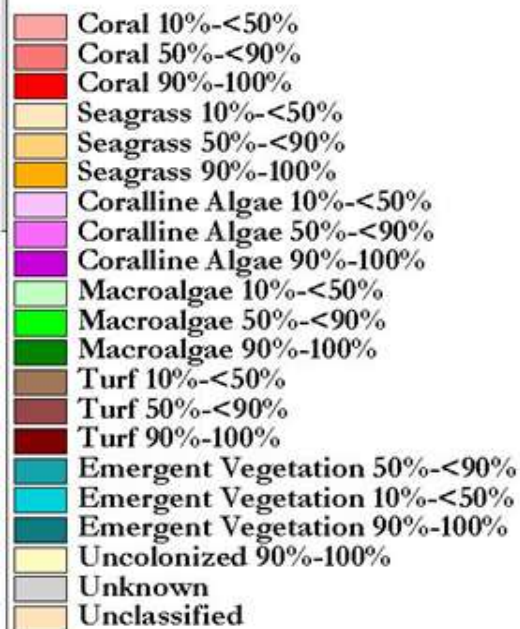 Coral 10%-<50%
Coral 50%-<90%
Coral 90%-100%
Seagrass 10%-<50%
Seagrass 50%-<90%
Seagrass 90%-100%
Coralline Algae 10%-<50%
Coralline Algae 50%-<90%
Coralline Algae 90%-100%
Macroalgae 10%-<50%
Macroalgae 50%-<90%
Macroalgae 90%-100%
Turf 10%-<50%
Turf 50%-<90%
Turf 90%-100%
Emergent Vegetation 50%-<90%
Emergent Vegetation 10%-<50%
Emergent Vegetation 90%-100%
Uncolonized 90%-100%
Unknown
Unclassified